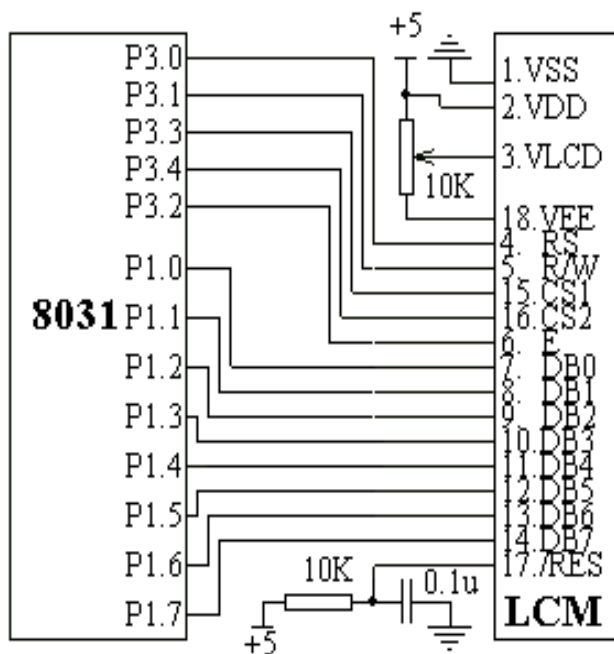 8031
P3.0
P3.1
P3.3
P3.4
P3.2
P1.0
P1.1
P1.2
P1.3
P1.4
P1.5
P1.6
P1.7
+5
10K
10K
+5
0.1u
1.VSS
2.VDD
3.VLCD
18.VEE
4. RS
5. R/W
15.CS1
16.CS2
6. E
7. DB0
8. DB1
9. DB2
10.DB3
11.DB4
12.DB5
13.DB6
14.DB7
17./RES
LCM